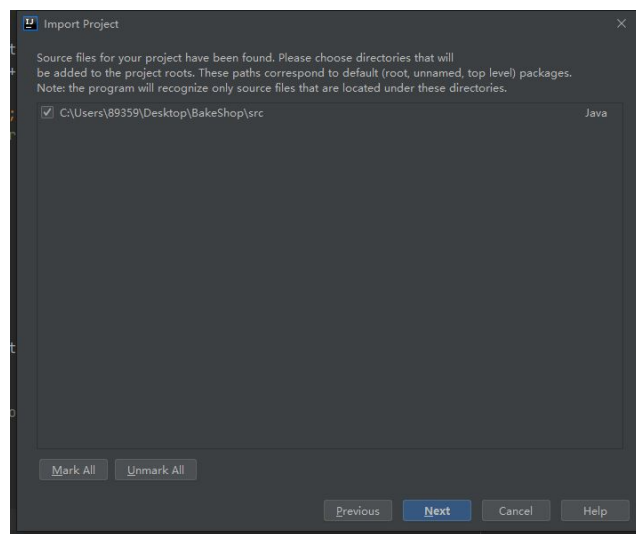 Import Project
Source files for your project have been found. Please choose directories that will
be added to the project roots. These paths correspond to default (root, unnamed, top level) packages.
Note: the program will recognize only source files that are located under these directories.
C:\Users\89359\Desktop\BakeShop\src Java
Mark All Unmark All
Previous Next Cancel Help